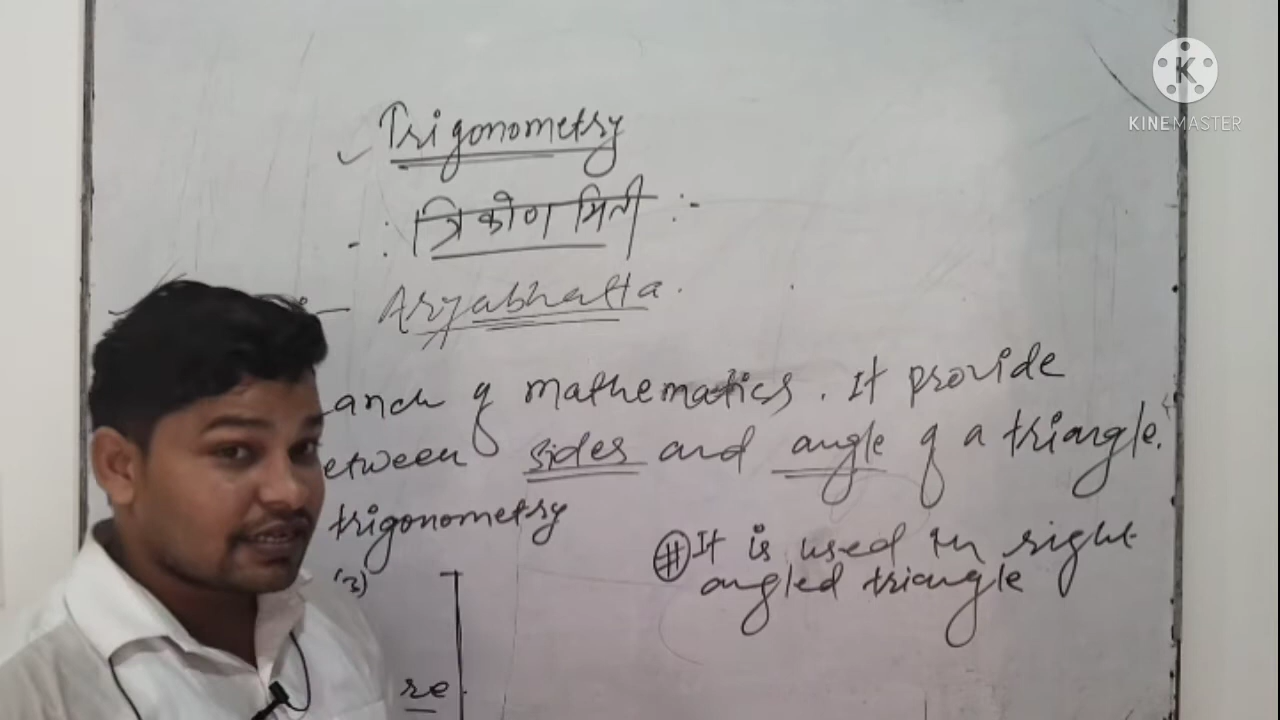 Trigonometry
-: त्रिकोण मिती :-
Aryabhatta.
anch of mathematics. It provide
etween sides and angle of a triangle.
trigonometry
# It is used in right
angled triangle
(3)
re
K
KINEMASTER